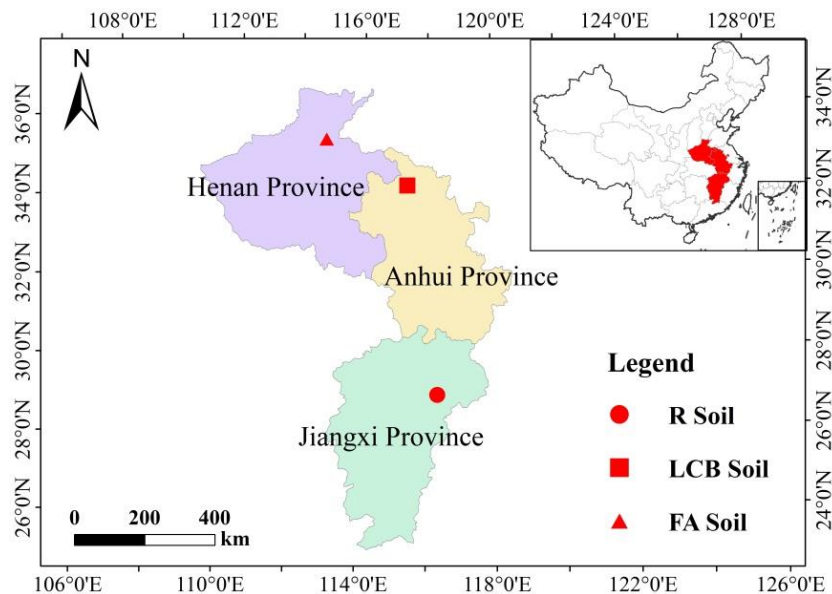 108°0'E 112°0'E 116°0'E 120°0'E 124°0'E 128°0'E
N
36°0'N
34°0'N
32°0'N
30°0'N
28°0'N
26°0'N
Henan Province
Anhui Province
Jiangxi Province
34°0'N
32°0'N
30°0'N
28°0'N
26°0'N
24°0'N
Legend
R Soil
LCB Soil
FA Soil
0 200 400
km
106°0'E 110°0'E 114°0'E 118°0'E 122°0'E 126°0'E